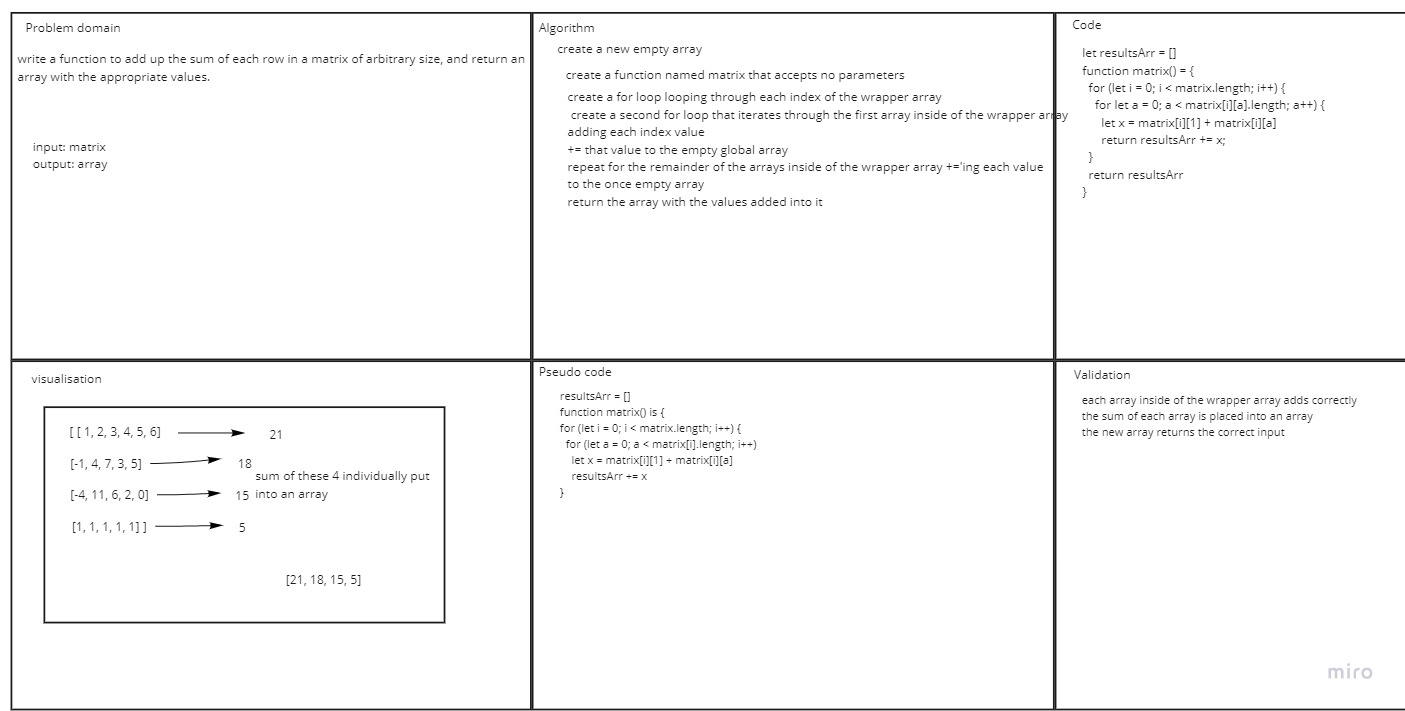 Problem domain
write a function to add up the sum of each row in a matrix of arbitrary size, and return an
array with the appropriate values.
input: matrix
output: array
Algorithm
create a new empty array
create a function named matrix that accepts no parameters
create a for loop looping through each index of the wrapper array
create a second for loop that iterates through the first array inside of the wrapper array
adding each index value
+= that value to the empty global array
repeat for the remainder of the arrays inside of the wrapper array +='ing each value
to the once empty array
return the array with the values added into it
Code
let resultsArr = []
function matrix() = {
for (let i = 0; i < matrix.length; i++) {
for let a = 0; a < matrix[i][a].length; a++) {
let x = matrix[i][1] + matrix[i][a]
return resultsArr += x;
}
return resultsArr
}
visualisation
[ [ 1, 2, 3, 4, 5, 6] 21
[-1, 4, 7, 3, 5] 18
sum of these 4 individually put
[-4, 11, 6, 2, 0] 15 into an array
[1, 1, 1, 1, 1] ] 5
[21, 18, 15, 5]
Pseudo code
resultsArr = []
function matrix() is {
for (let i = 0; i < matrix.length; i++) {
for (let a = 0; a < matrix[i].length; i++)
let x = matrix[i][1] + matrix[i][a]
resultsArr += x
}
Validation
each array inside of the wrapper array adds correctly
the sum of each array is placed into an array
the new array returns the correct input
miro